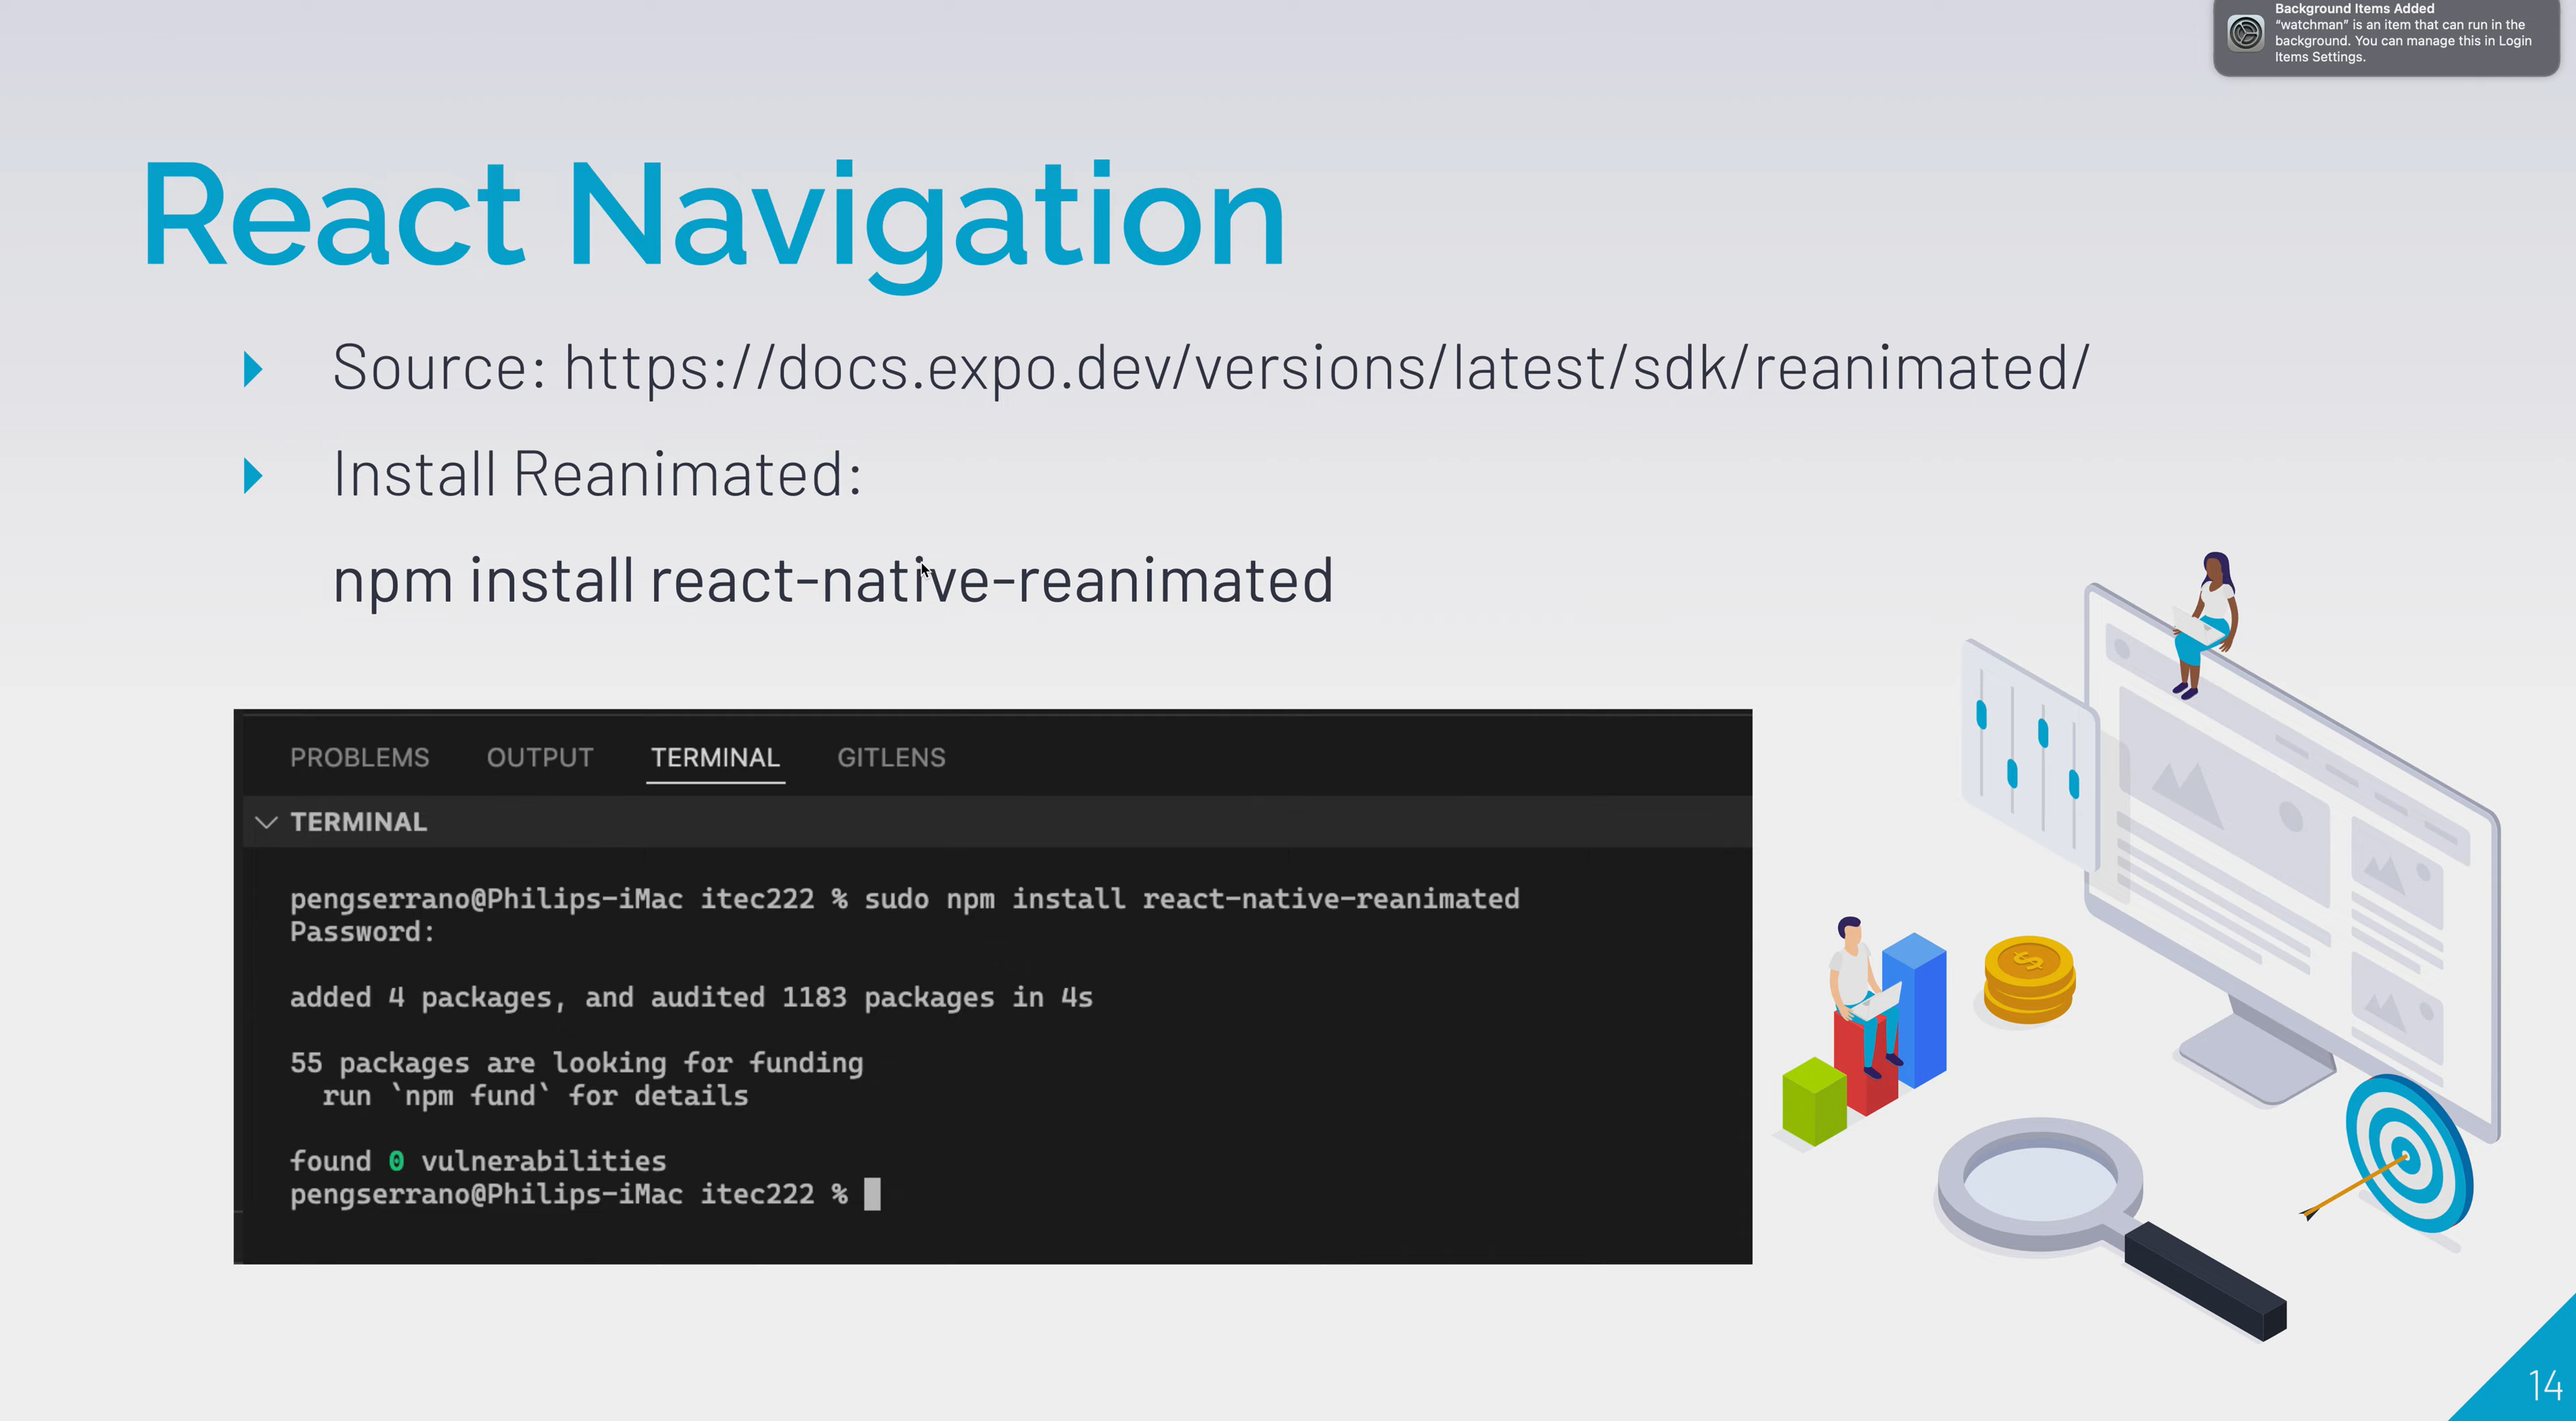 Background Items Added
“watchman” is an item that can run in the
background. You can manage this in Login
Items Settings.
React Navigation
Source: https://docs.expo.dev/versions/latest/sdk/reanimated/
Install Reanimated:
npm install react-native-reanimated
PROBLEMS OUTPUT TERMINAL GITLENS
TERMINAL
pengserrano@Philips-iMac itec222 % sudo npm install react-native-reanimated
Password:
added 4 packages, and audited 1183 packages in 4s
55 packages are looking for funding
run `npm fund` for details
found 0 vulnerabilities
pengserrano@Philips-iMac itec222 %
14